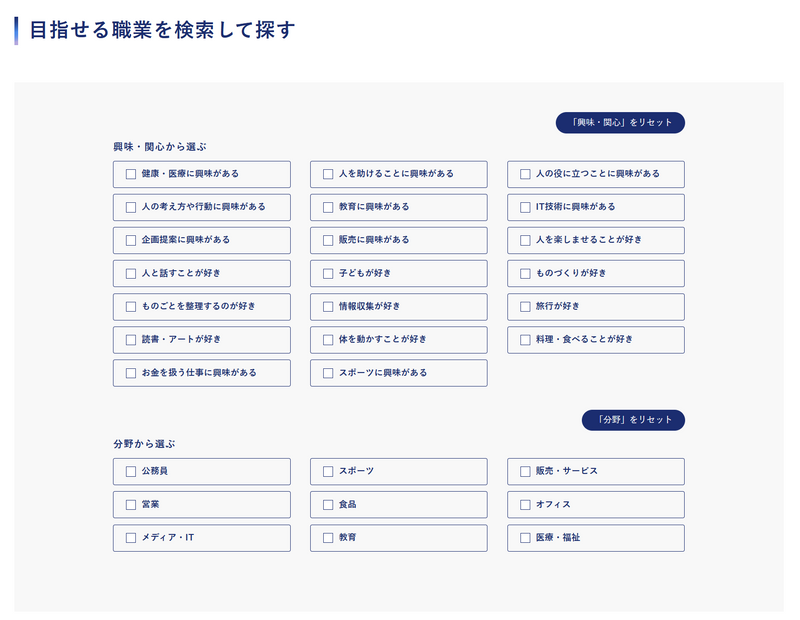 目指せる職業を検索して探す
「興味・関心」をリセット
興味・関心から選ぶ
健康・医療に興味がある
人を助けることに興味がある
人の役に立つことに興味がある
人の考え方や行動に興味がある
教育に興味がある
IT技術に興味がある
企画提案に興味がある
販売に興味がある
人を楽しませることが好き
人と話すことが好き
子どもが好き
ものづくりが好き
ものごとを整理するのが好き
情報収集が好き
旅行が好き
読書・アートが好き
体を動かすことが好き
料理・食べることが好き
お金を扱う仕事に興味がある
スポーツに興味がある
「分野」をリセット
分野から選ぶ
公務員
スポーツ
販売・サービス
営業
食品
オフィス
メディア・IT
教育
医療・福祉